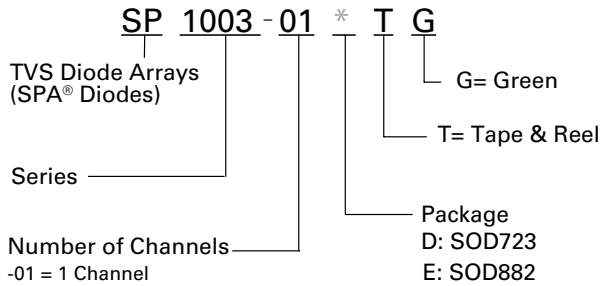 SP 1003 - 01 * T G
TVS Diode Arrays
(SPA® Diodes)
G= Green
T= Tape & Reel
Series
Package
D: SOD723
E: SOD882
Number of Channels
-01 = 1 Channel